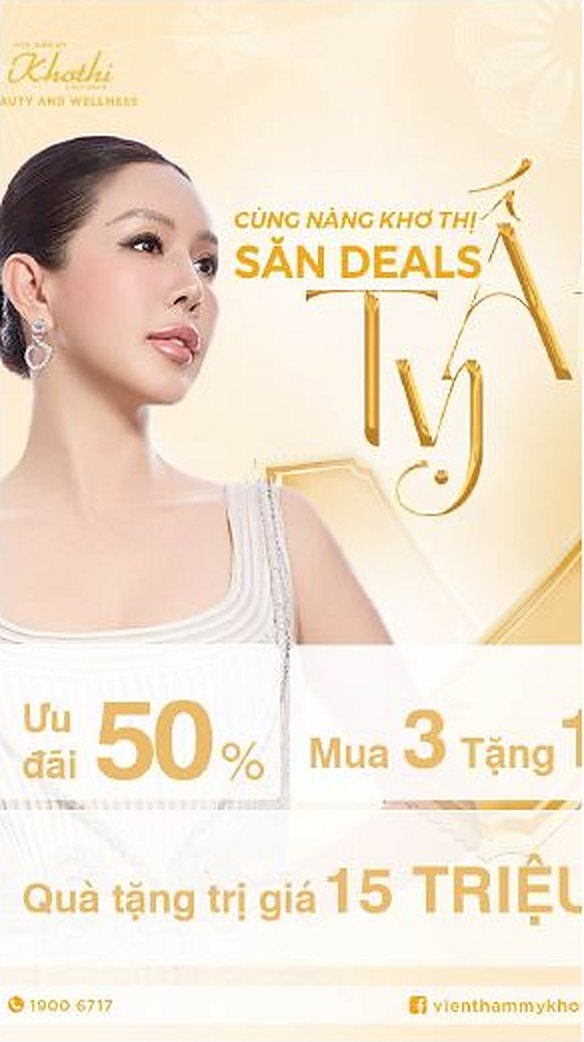 Khothi
AUTY AND WELLNESS
CÙNG NÀNG KHƠ THỊ
SĂN DEALS
TỶ
Ấ
Ưu
đãi 50%
Mua 3 Tặng 1
Quà tặng trị giá 15 TRIỆU
1900 6717
vienthammykho